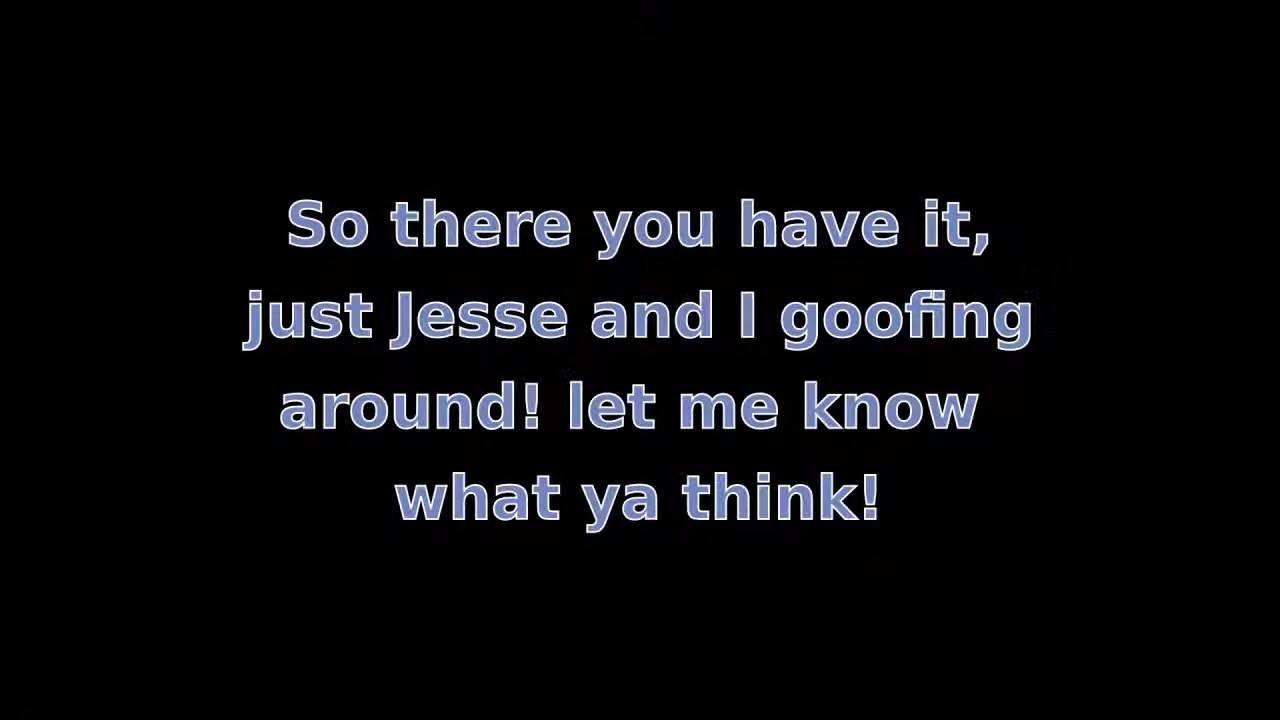 So there you have it,
just Jesse and I goofing
around! let me know
what ya think!